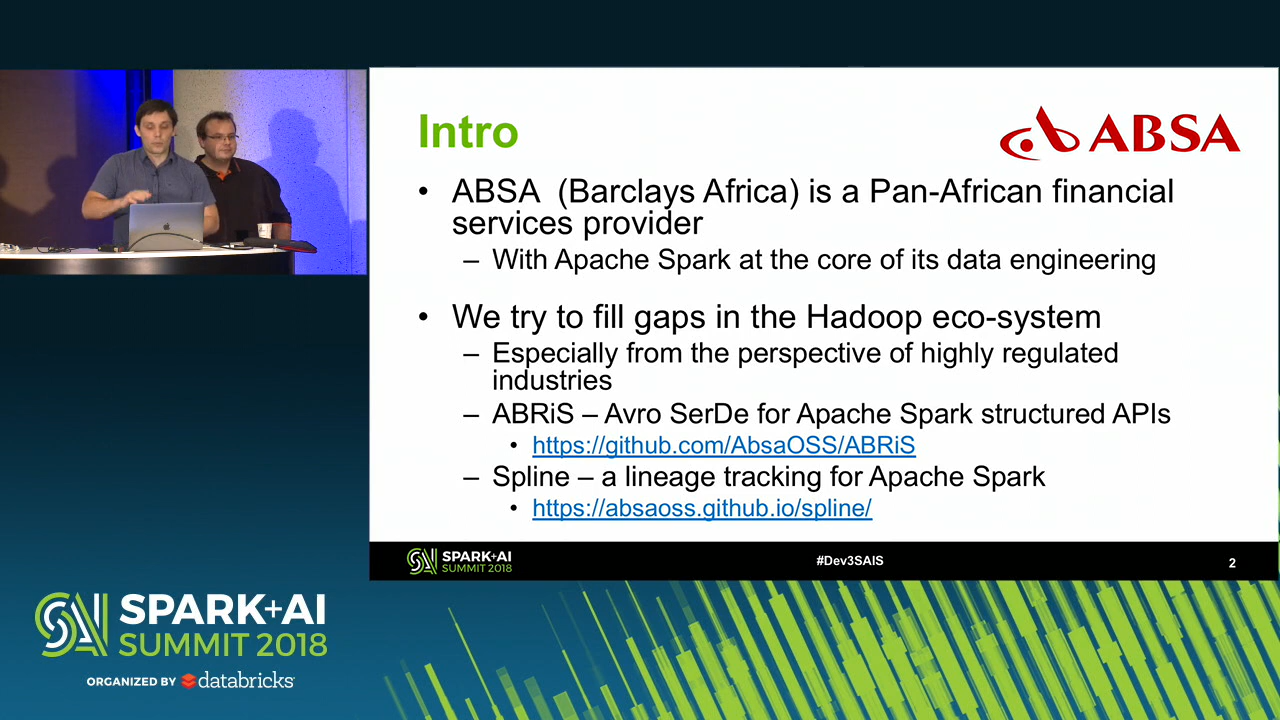 Intro
ABSA
• ABSA (Barclays Africa) is a Pan-African financial
services provider
– With Apache Spark at the core of its data engineering
• We try to fill gaps in the Hadoop eco-system
– Especially from the perspective of highly regulated
industries
– ABRiS – Avro SerDe for Apache Spark structured APIs
• https://github.com/AbsaOSS/ABRiS
– Spline – a lineage tracking for Apache Spark
• https://absaoss.github.io/spline/
SPARK+AI
SUMMIT 2018
#Dev3SAIS
2
SPARK+AI
SUMMIT 2018
ORGANIZED BY databricks